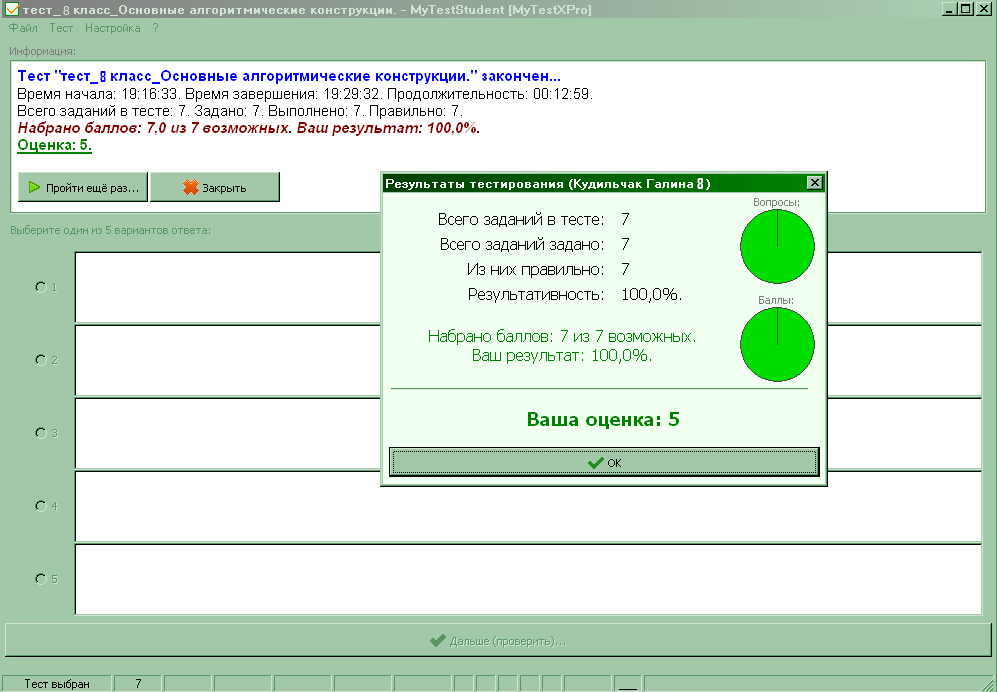 тест_8 класс_Основные алгоритмические конструкции. - MyTestStudent [MyTestXPro]
Файл Тест Настройка ?
Информация:
Тест "тест_8 класс_Основные алгоритмические конструкции." закончен...
Время начала: 19:16:33. Время завершения: 19:29:32. Продолжительность: 00:12:59.
Всего заданий в тесте: 7. Задано: 7. Выполнено: 7. Правильно: 7.
Набрано баллов: 7,0 из 7 возможных. Ваш результат: 100,0%.
Оценка: 5.
Пройти ещё раз... Закрыть
Результаты тестирования (Кудильчак Галина 8 )
Всего заданий в тесте: 7
Всего заданий задано: 7
Из них правильно: 7
Результативность: 100,0%.
Вопросы:
Баллы:
Набрано баллов: 7 из 7 возможных.
Ваш результат: 100,0%.
Ваша оценка: 5
OK
Выберите один из 5 вариантов ответа:
1
2
3
4
5
Дальше (проверить)...
Тест выбран 7